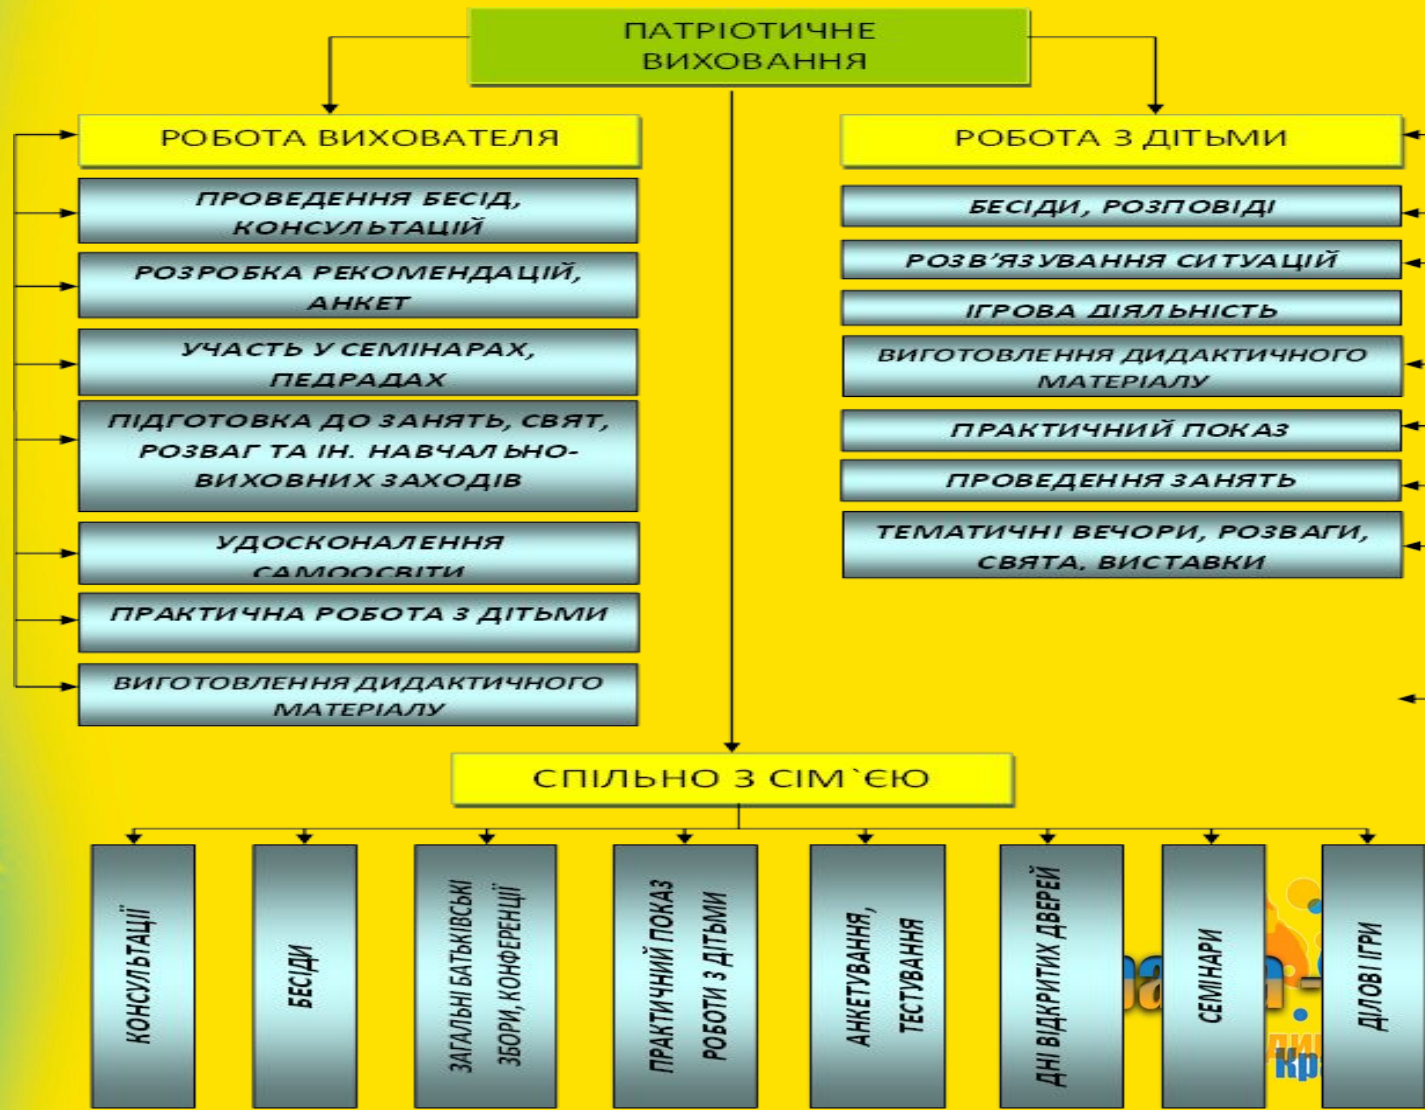 ПАТРІОТИЧНЕ
ВИХОВАННЯ
РОБОТА ВИХОВАТЕЛЯ
ПРОВЕДЕННЯ БЕСІД,
КОНСУЛЬТАЦІЙ
РОЗРОБКА РЕКОМЕНДАЦІЙ,
АНКЕТ
УЧАСТЬ У СЕМІНАРАХ,
ПЕДРАДАХ
ПІДГОТОВКА ДО ЗАНЯТЬ, СВЯТ,
РОЗВАГ ТА ІН. НАВЧАЛЬНО-
ВИХОВНИХ ЗАХОДІВ
УДОСКОНАЛЕННЯ
САМООСВІТИ
ПРАКТИЧНА РОБОТА З ДІТЬМИ
ВИГОТОВЛЕННЯ ДИДАКТИЧНОГО
МАТЕРІАЛУ
РОБОТА З ДІТЬМИ
БЕСІДИ, РОЗПОВІДІ
РОЗВ'ЯЗУВАННЯ СИТУАЦІЙ
ІГРОВА ДІЯЛЬНІСТЬ
ВИГОТОВЛЕННЯ ДИДАКТИЧНОГО
МАТЕРІАЛУ
ПРАКТИЧНИЙ ПОКАЗ
ПРОВЕДЕННЯ ЗАНЯТЬ
ТЕМАТИЧНІ ВЕЧОРИ, РОЗВАГИ,
СВЯТА, ВИСТАВКИ
СПІЛЬНО З СІМ`ЄЮ
КОНСУЛЬТАЦІЇ
БЕСІДИ
ЗАГАЛЬНІ БАТЬКІВСЬКІ
ЗБОРИ, КОНФЕРЕНЦІЇ
ПРАКТИЧНИЙ ПОКАЗ
РОБОТИ З ДІТЬМИ
АНКЕТУВАННЯ,
ТЕСТУВАННЯ
ДНІ ВІДКРИТИХ ДВЕРЕЙ
СЕМІНАРИ
ДІЛОВІ ІГРИ